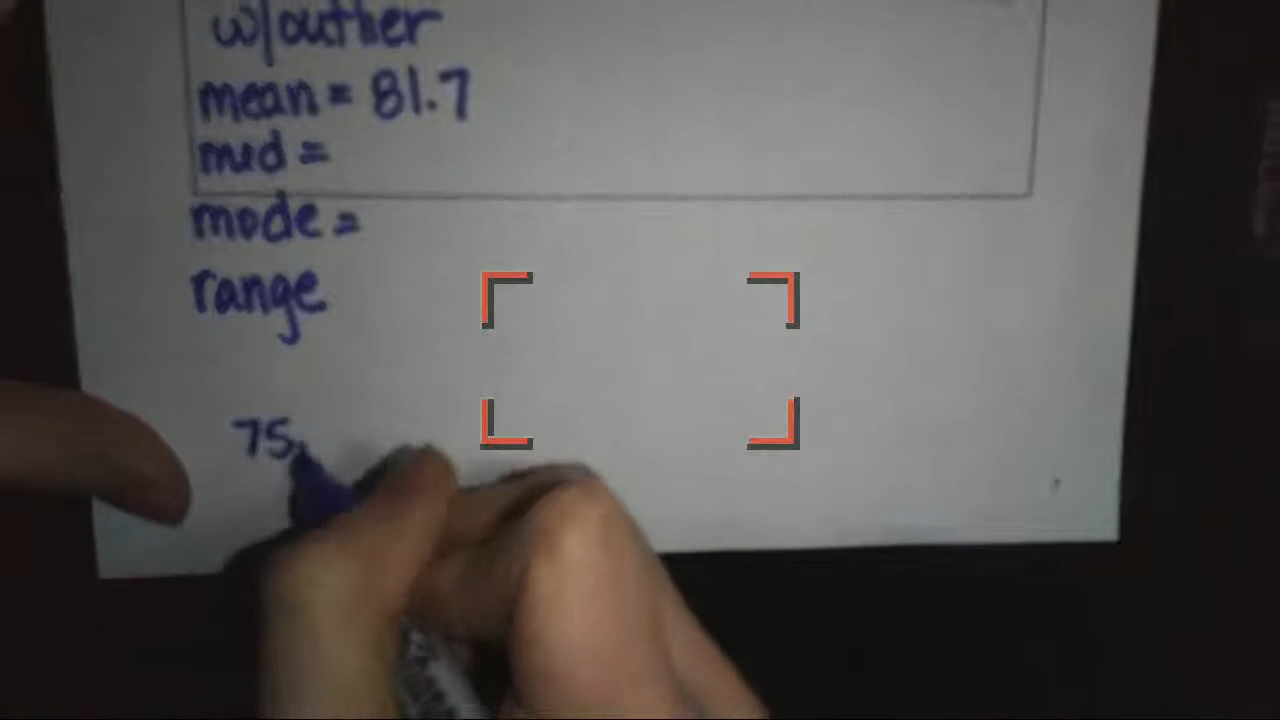 w/outlier
mean = 81.7
med =
mode =
range
75,